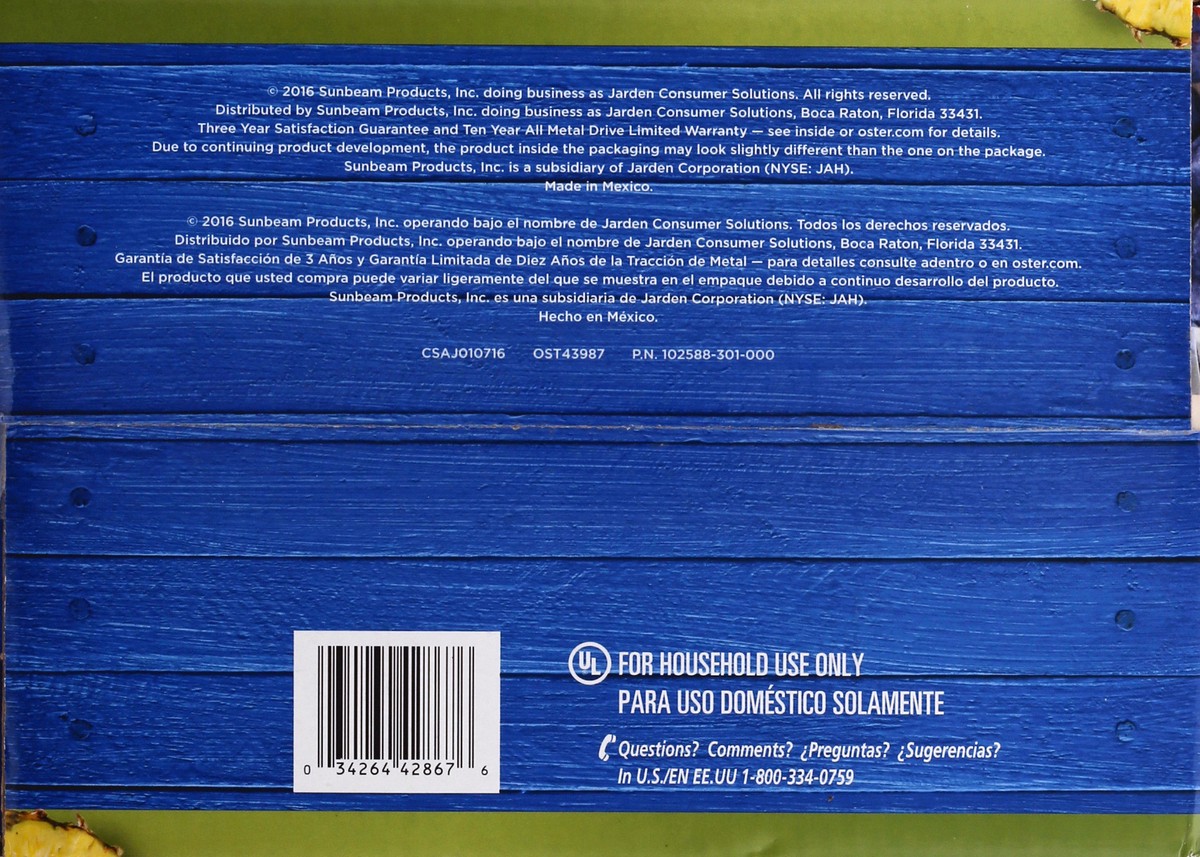 © 2016 Sunbeam Products, Inc. doing business as Jarden Consumer Solutions. All rights reserved.
Distributed by Sunbeam Products, Inc. doing business as Jarden Consumer Solutions, Boca Raton, Florida 33431.
Three Year Satisfaction Guarantee and Ten Year All Metal Drive Limited Warranty — see inside or oster.com for details.
Due to continuing product development, the product inside the packaging may look slightly different than the one on the package.
Sunbeam Products, Inc. is a subsidiary of Jarden Corporation (NYSE: JAH).
Made in Mexico.
© 2016 Sunbeam Products, Inc. operando bajo el nombre de Jarden Consumer Solutions. Todos los derechos reservados.
Distribuido por Sunbeam Products, Inc. operando bajo el nombre de Jarden Consumer Solutions, Boca Raton, Florida 33431.
Garantía de Satisfacción de 3 Años y Garantía Limitada de Diez Años de la Tracción de Metal — para detalles consulte adentro o en oster.com.
El producto que usted compra puede variar ligeramente del que se muestra en el empaque debido a continuo desarrollo del producto.
Sunbeam Products, Inc. es una subsidiaria de Jarden Corporation (NYSE: JAH).
Hecho en México.
CSAJ010716 OST43987 P.N. 102588-301-000
UL FOR HOUSEHOLD USE ONLY
PARA USO DOMÉSTICO SOLAMENTE
Questions? Comments? ¿Preguntas? ¿Sugerencias?
In U.S./EN EE.UU 1-800-334-0759
0 34264 42867 6